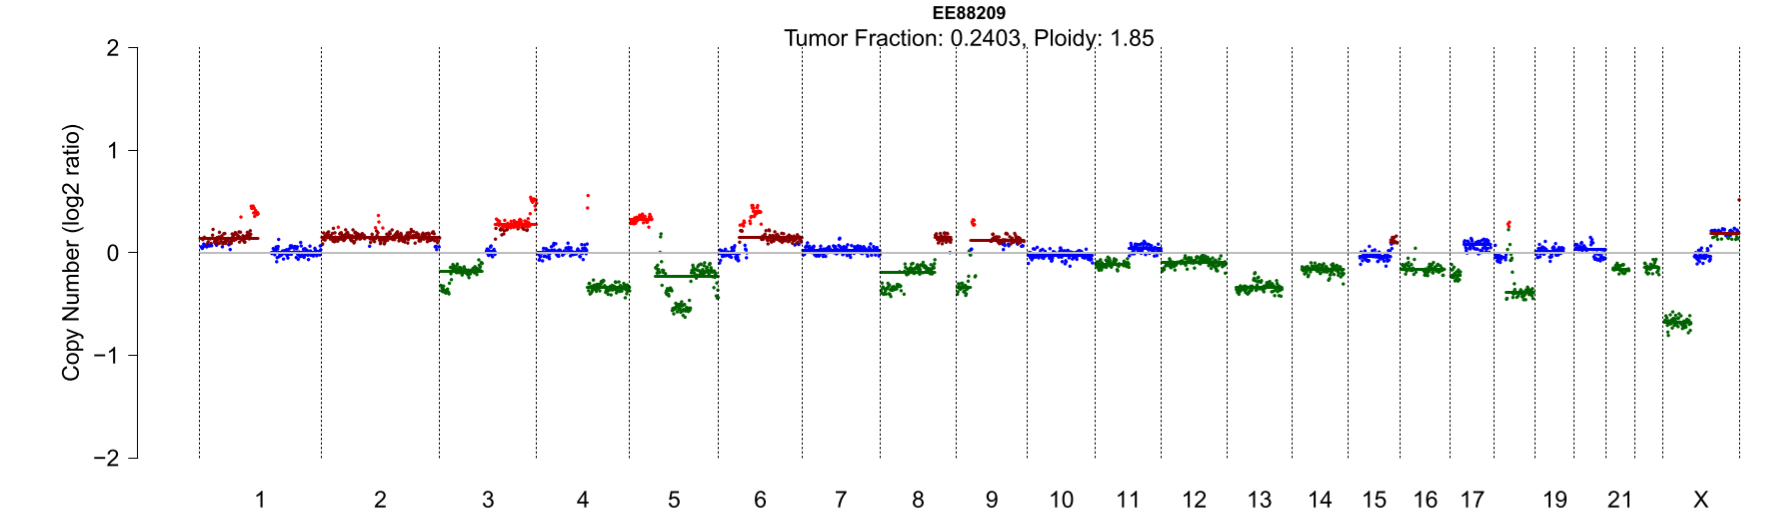 EE88209
Tumor Fraction: 0.2403, Ploidy: 1.85
Copy Number (log2 ratio)
2
1
0
−1
−2
1 2 3 4 5 6 7 8 9 10 11 12 13 14 15 16 17 19 21 X